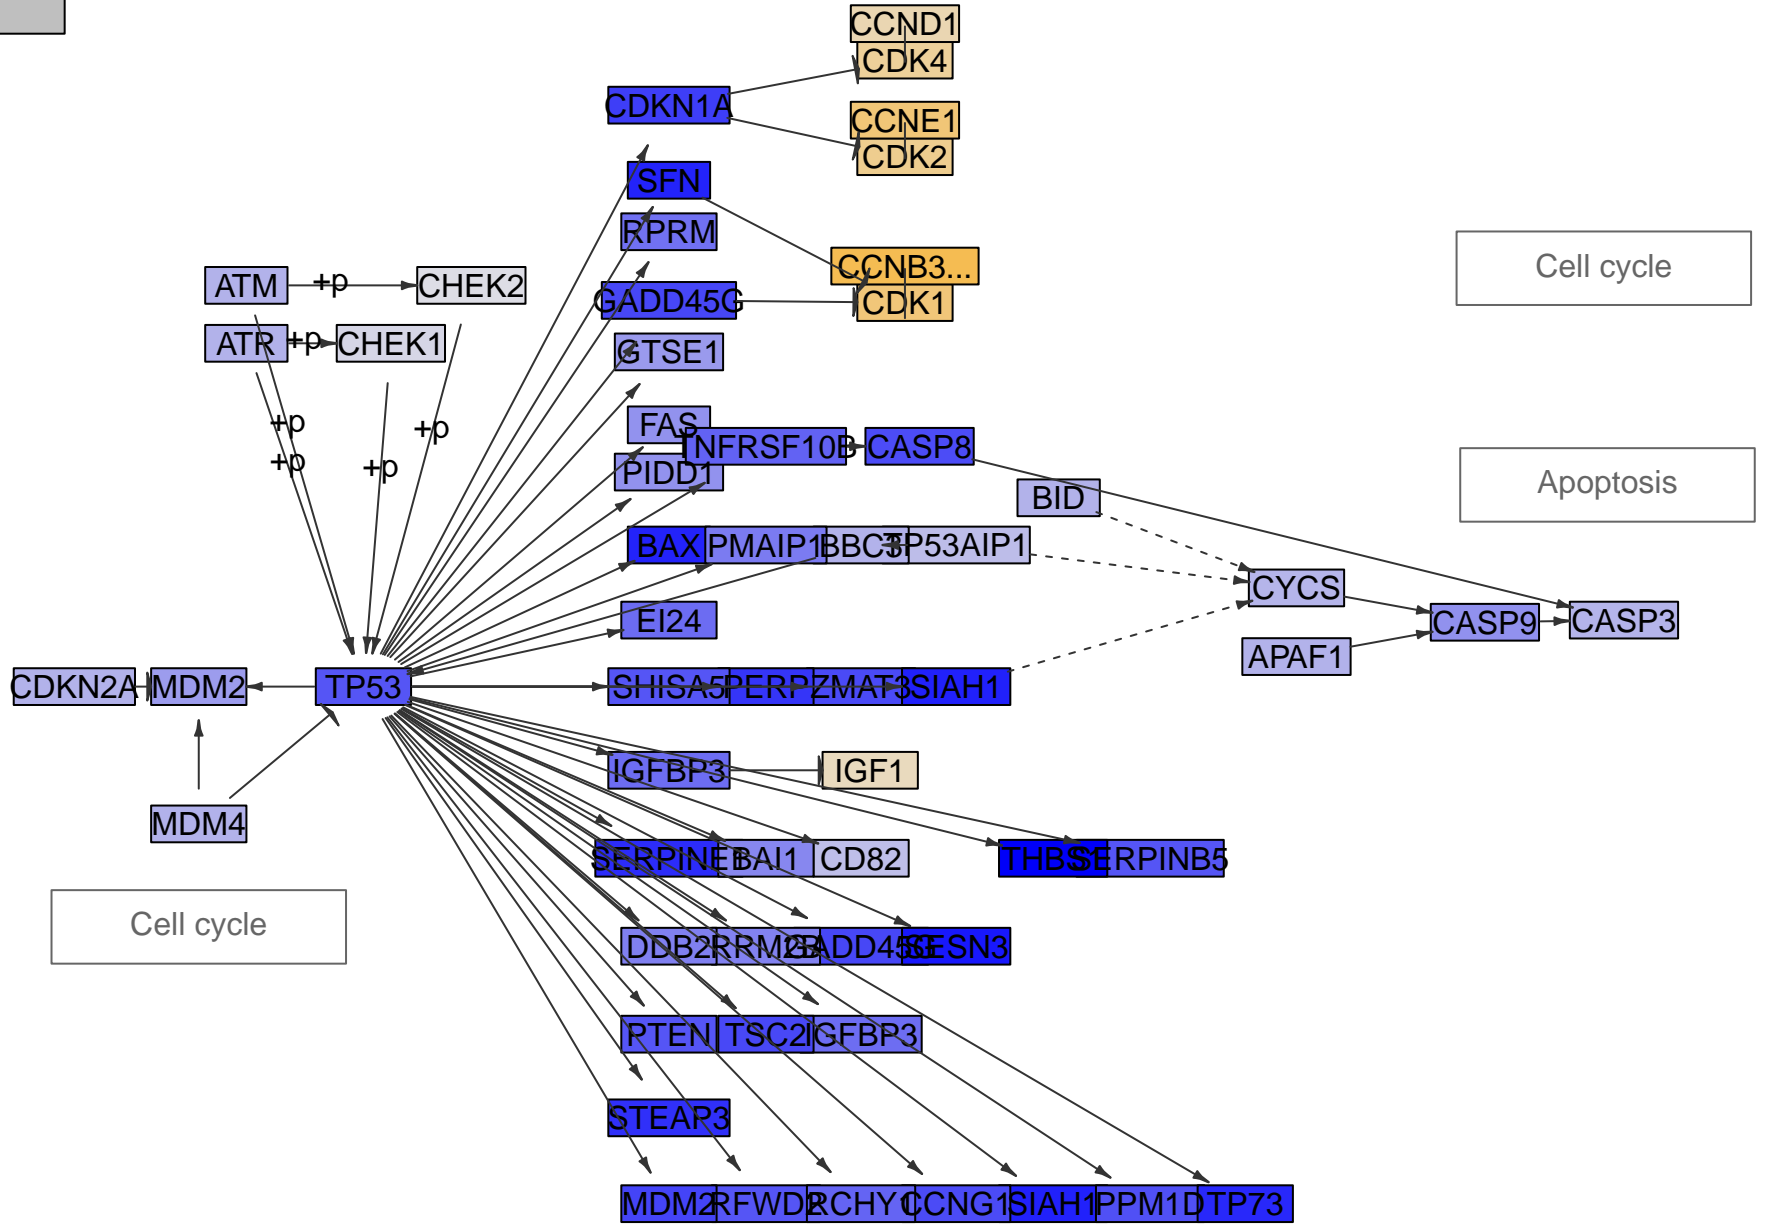 CCND1
CDK4
CDKN1A
CCNE1
CDK2
SFN
RPRM
Cell cycle
CCNB3...
ATM
+p
CHEK2
GADD45G
CDK1
ATR
+p
CHEK1
GTSE1
FAS
+p
+p
TNFRSF10B
CASP8
+p
+p
PIDD1
Apoptosis
BID
BAX
PMAIP1
BBC3
TP53AIP1
CYCS
EI24
CASP9
CASP3
APAF1
CDKN2A
MDM2
TP53
SHISA5
PERP
ZMAT3
SIAH1
IGFBP3
IGF1
MDM4
SERPINE1
BAI1
CD82
THBS1
SERPINB5
Cell cycle
DDB2
RRM2B
GADD45G
SESN3
PTEN
TSC2
IGFBP3
STEAP3
MDM2
RFWD2
RCHY1
CCNG1
SIAH1
PPM1D
TP73